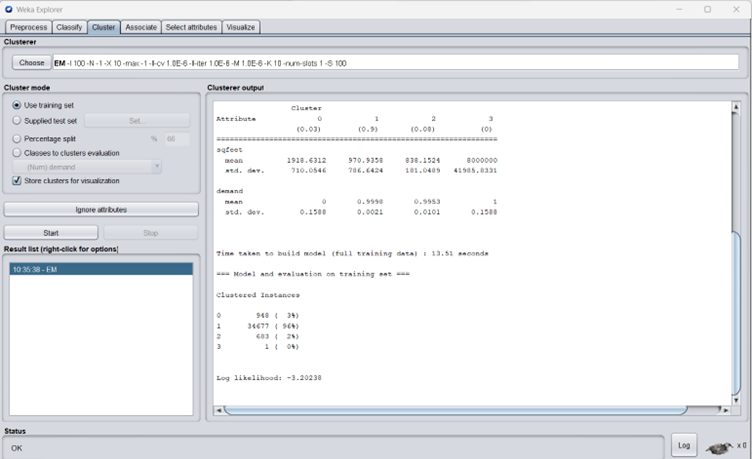 Weka Explorer
Preprocess Classify Cluster Associate Select attributes Visualize
Clusterer
Choose EM -I 100 -N -1 -X 10 -max -1 -ll-cv 1.0E-6 -ll-iter 1.0E-6 -M 1.0E-6 -K 10 -num-slots 1 -S 100
Cluster mode
Use training set
Supplied test set Set...
Percentage split % 66
Classes to clusters evaluation
(Num) demand
Store clusters for visualization
Ignore attributes
Start Stop
Result list (right-click for options)
10:35:38 - EM
Clusterer output
Cluster
Attribute 0 1 2 3
(0.03) (0.9) (0.08) (0)
==============================================================
sqfeet
mean 1918.6312 970.9358 838.1524 8000000
std. dev. 710.0546 786.6424 181.0489 41985.8331
demand
mean 0 0.9998 0.9953 1
std. dev. 0.1588 0.0021 0.0101 0.1588
Time taken to build model (full training data) : 13.51 seconds
=== Model and evaluation on training set ===
Clustered Instances
0 948 ( 3%)
1 34677 ( 96%)
2 683 ( 2%)
3 1 ( 0%)
Log likelihood: -3.20238
Status
OK
Log x 0